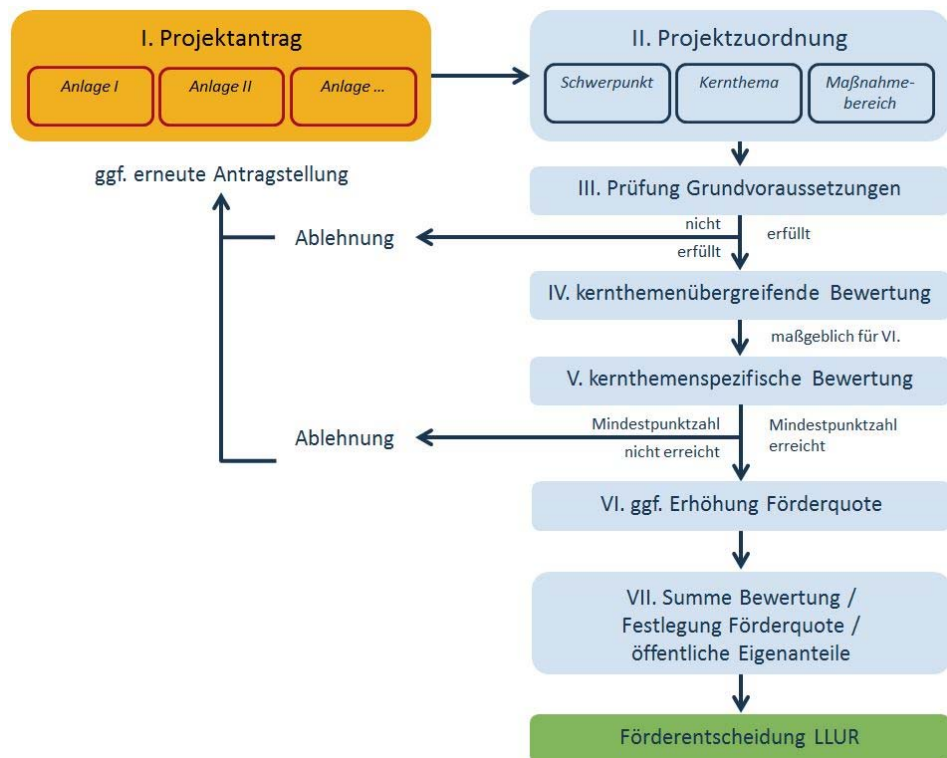 I. Projektantrag
Anlage I
Anlage II
Anlage ...
II. Projektzuordnung
Schwerpunkt
Kernthema
Maßnahme-
bereich
ggf. erneute Antragstellung
III. Prüfung Grundvoraussetzungen
nicht
erfüllt
erfüllt
Ablehnung
IV. kernthemenübergreifende Bewertung
maßgeblich für VI.
V. kernthemenspezifische Bewertung
Mindestpunktzahl
nicht erreicht
Mindestpunktzahl
erreicht
Ablehnung
VI. ggf. Erhöhung Förderquote
VII. Summe Bewertung /
Festlegung Förderquote /
öffentliche Eigenanteile
Förderentscheidung LLUR